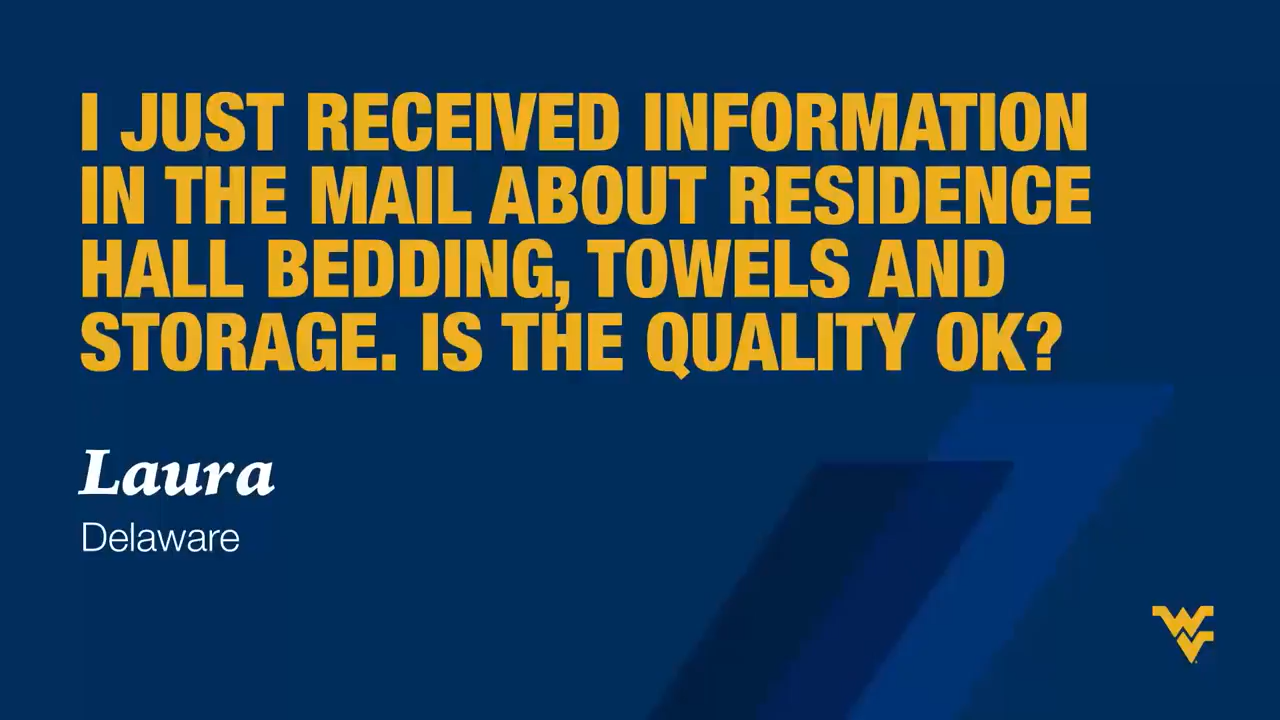 I JUST RECEIVED INFORMATION
IN THE MAIL ABOUT RESIDENCE
HALL BEDDING, TOWELS AND
STORAGE. IS THE QUALITY OK?
Laura
Delaware